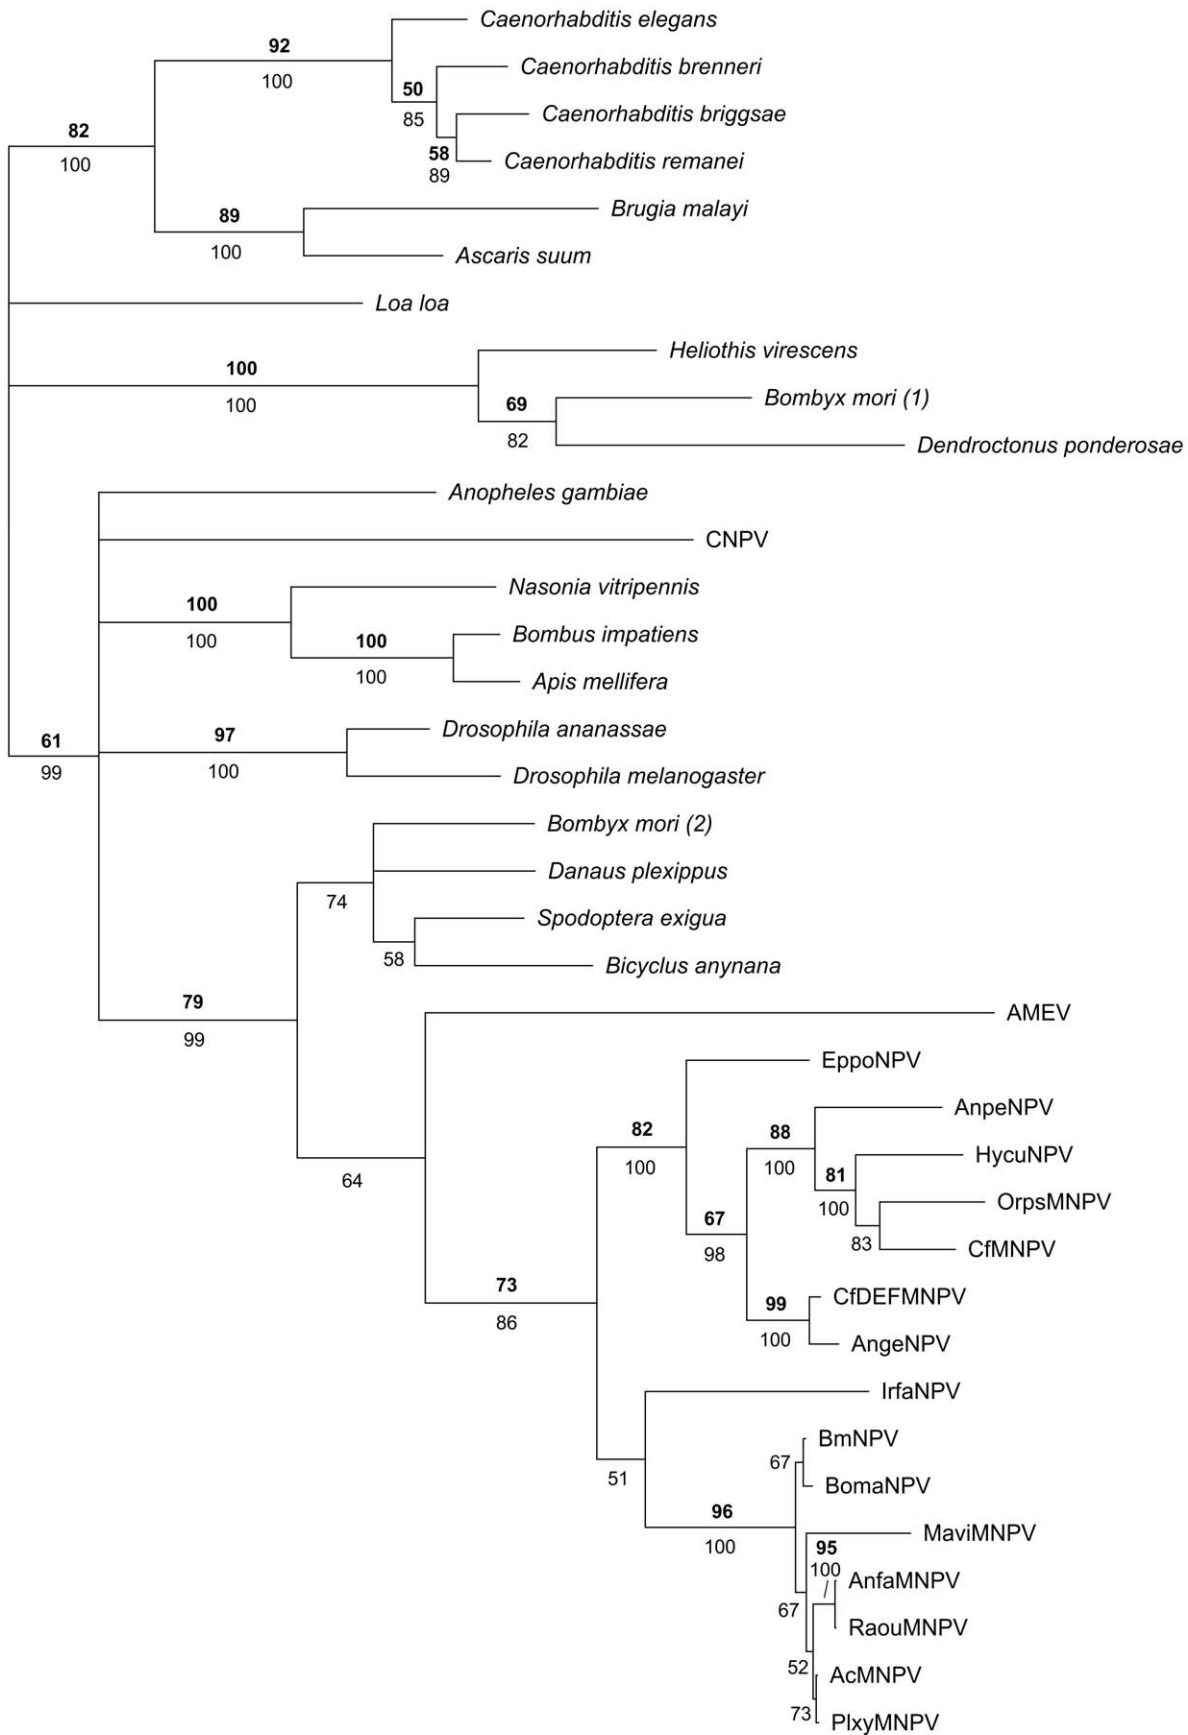 Caenorhabditis elegans
92
100
Caenorhabditis brenneri
50
85
Caenorhabditis briggsae
82
100
58
89
Caenorhabditis remanei
Brugia malayi
89
100
Ascaris suum
Loa loa
Heliothis virescens
100
100
Bombyx mori (1)
69
82
Dendroctonus ponderosae
Anopheles gambiae
CNPV
Nasonia vitripennis
100
100
Bombus impatiens
100
100
Apis mellifera
Drosophila ananassae
61
99
97
100
Drosophila melanogaster
Bombyx mori (2)
Danaus plexippus
74
Spodoptera exigua
58
Bicyclus anynana
79
99
AMEV
EppoNPV
AnpeNPV
82
100
88
100
HycuNPV
81
100
64
OrpsMNPV
67
98
83
CfMNPV
73
86
CfDEFMNPV
99
100
AngeNPV
IrfaNPV
BmNPV
67
51
BomaNPV
96
100
MaviMNPV
95
100
AnfaMNPV
67
RaouMNPV
52
AcMNPV
73
PlxyMNPV